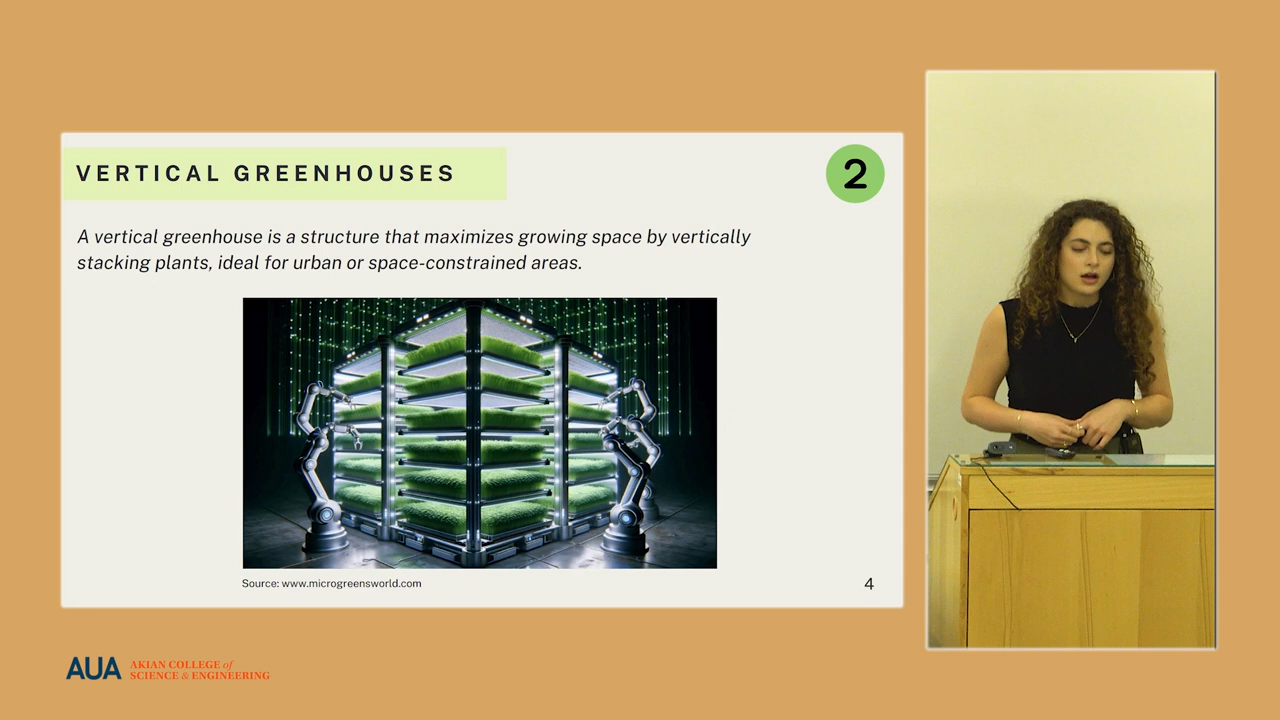 VERTICAL GREENHOUSES
2
A vertical greenhouse is a structure that maximizes growing space by vertically
stacking plants, ideal for urban or space-constrained areas.
Source: www.microgreensworld.com
4
AUA AKIAN COLLEGE of
SCIENCE & ENGINEERING